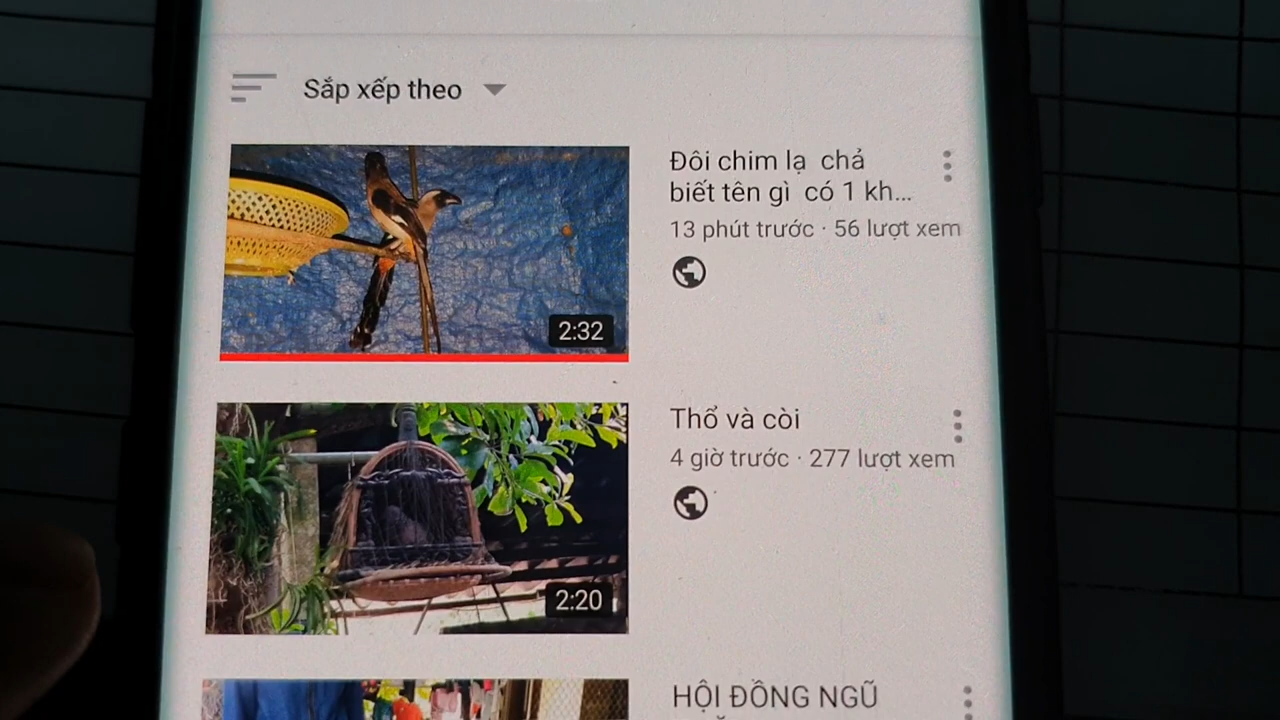 Sắp xếp theo
Đôi chim lạ chả
biết tên gì có 1 kh...
13 phút trước · 56 lượt xem
2:32
Thổ và còi
4 giờ trước · 277 lượt xem
2:20
HỘI ĐỒNG NGŨ